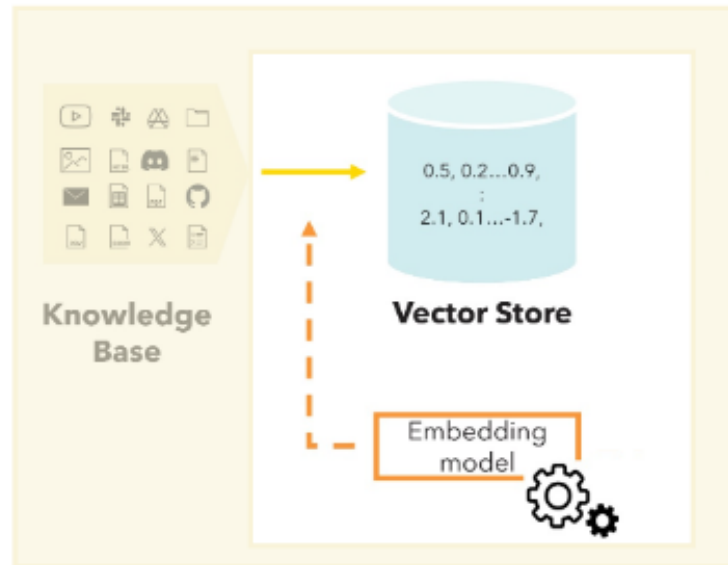 Knowledge
Base
0.5, 0.2...0.9,
:
2.1, 0.1...-1.7,
Vector Store
Embedding
model